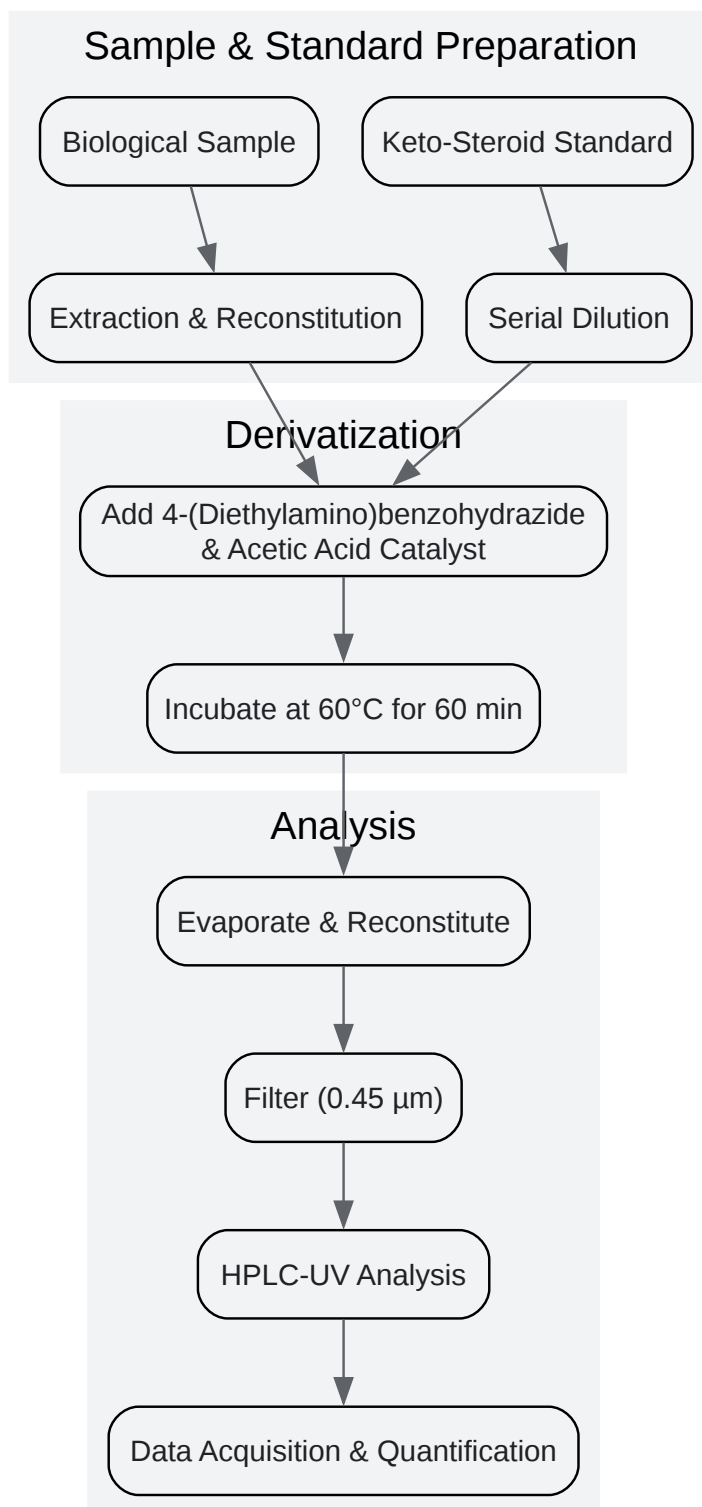 Sample & Standard Preparation
Biological Sample
Keto-Steroid Standard
Extraction & Reconstitution
Serial Dilution
Derivatization
Add 4-(Diethylamino)benzohydrazide
& Acetic Acid Catalyst
Incubate at 60°C for 60 min
Analysis
Evaporate & Reconstitute
Filter (0.45 µm)
HPLC-UV Analysis
Data Acquisition & Quantification